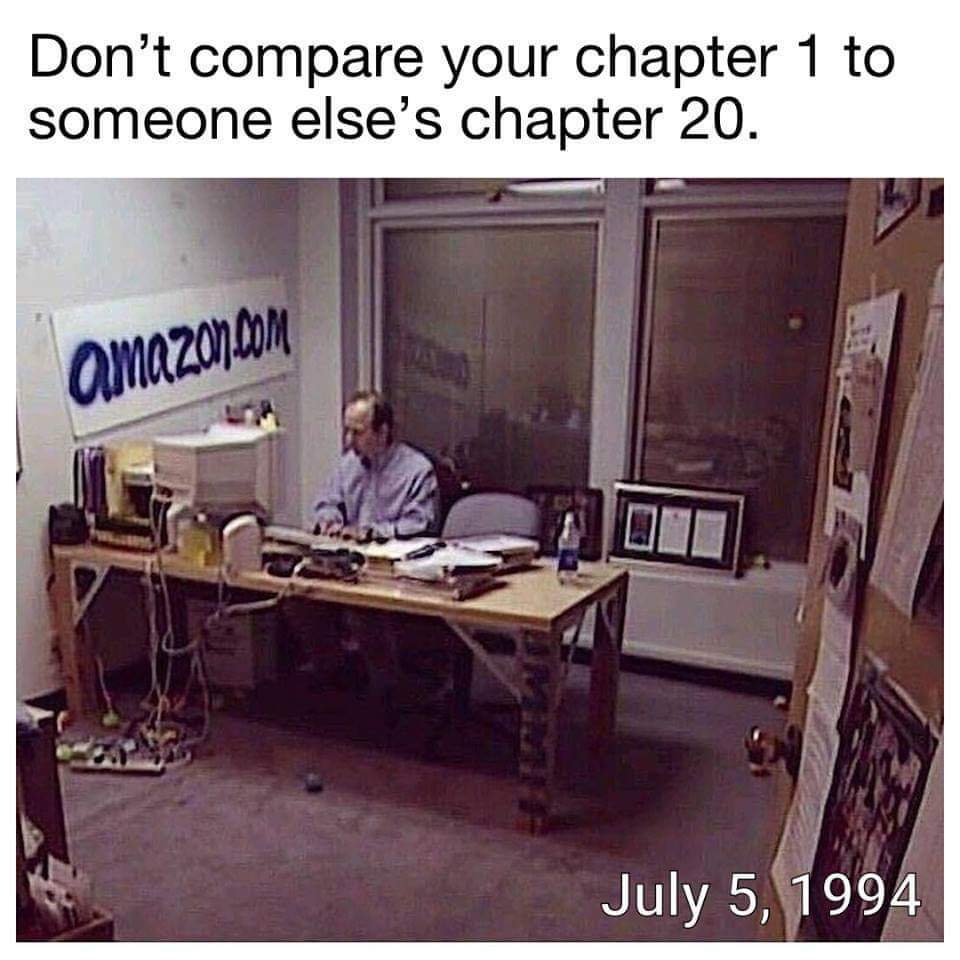 Don’t compare your chapter 1 to
someone else’s chapter 20.
amazon.com
July 5, 1994